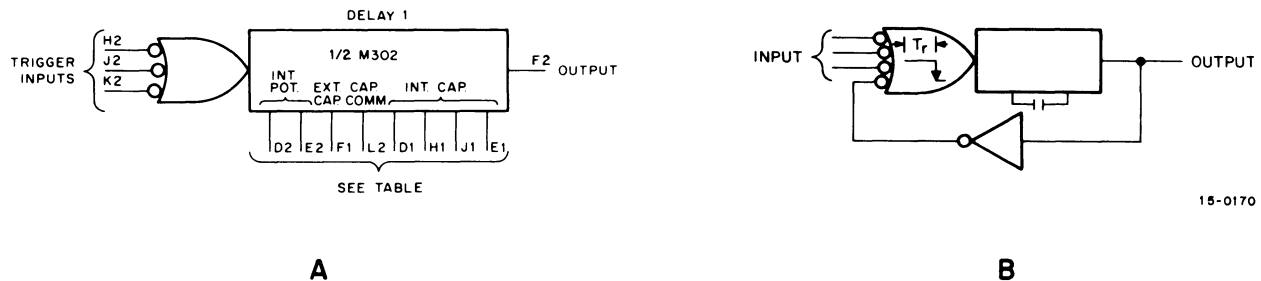 DELAY 1
H2
J2
K2
TRIGGER
INPUTS
1/2 M302
INT
POT.
EXT CAP
CAP COMM
INT. CAP.
F2 OUTPUT
D2 E2 F1 L2 D1 H1 J1 E1
SEE TABLE
A
INPUT
Tr
OUTPUT
15-0170
B